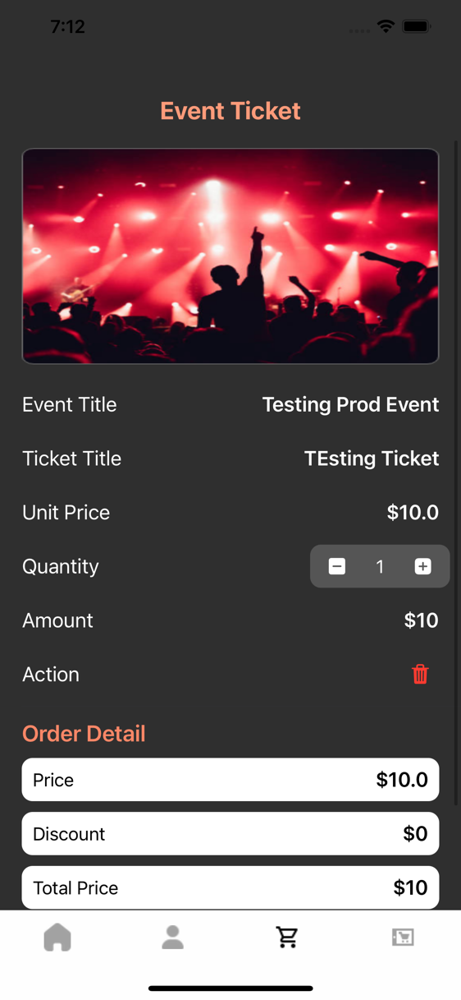 7:12
Event Ticket
Event Title Testing Prod Event
Ticket Title TEsting Ticket
Unit Price $10.0
Quantity 1
Amount $10
Action
Order Detail
Price $10.0
Discount $0
Total Price $10